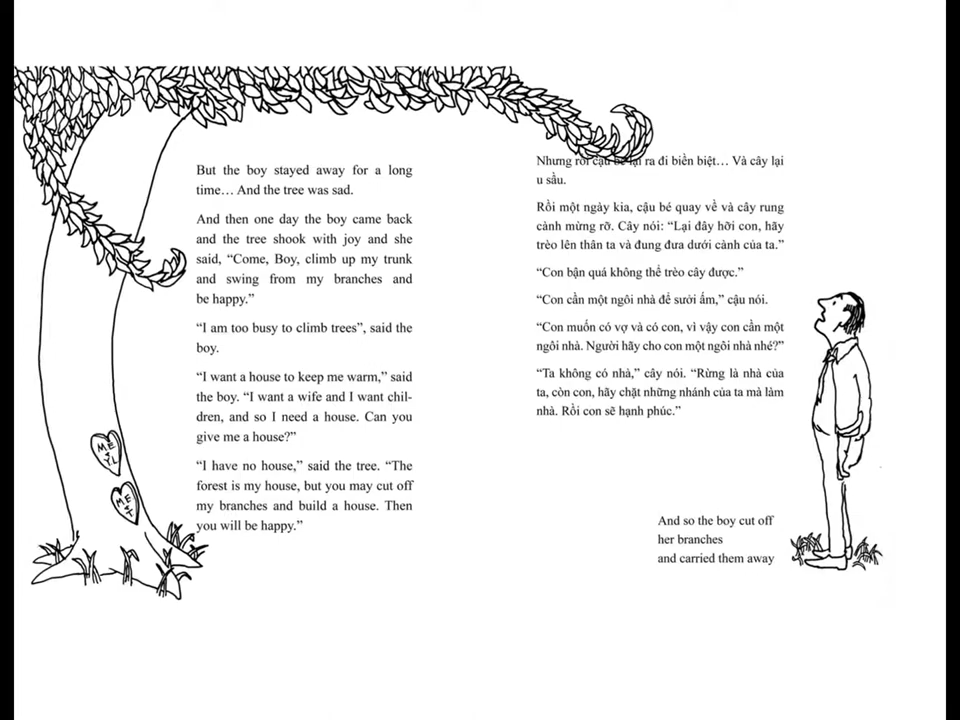 But the boy stayed away for a long
time… And the tree was sad.
And then one day the boy came back
and the tree shook with joy and she
said, “Come, Boy, climb up my trunk
and swing from my branches and
be happy.”
“I am too busy to climb trees”, said the
boy.
“I want a house to keep me warm,” said
the boy. “I want a wife and I want chil-
dren, and so I need a house. Can you
give me a house?”
“I have no house,” said the tree. “The
forest is my house, but you may cut off
my branches and build a house. Then
you will be happy.”
ME
+
YL
ME
+
T
Nhưng rồi cậu bé lại ra đi biền biệt… Và cây lại
u sầu.
Rồi một ngày kia, cậu bé quay về và cây rung
cành mừng rỡ. Cây nói: “Lại đây hỡi con, hãy
trèo lên thân ta và đung đưa dưới cành của ta.”
“Con bận quá không thể trèo cây được.”
“Con cần một ngôi nhà để sưởi ấm,” cậu nói.
“Con muốn có vợ và có con, vì vậy con cần một
ngôi nhà. Người hãy cho con một ngôi nhà nhé?”
“Ta không có nhà,” cây nói. “Rừng là nhà của
ta, còn con, hãy chặt những nhánh của ta mà làm
nhà. Rồi con sẽ hạnh phúc.”
And so the boy cut off
her branches
and carried them away